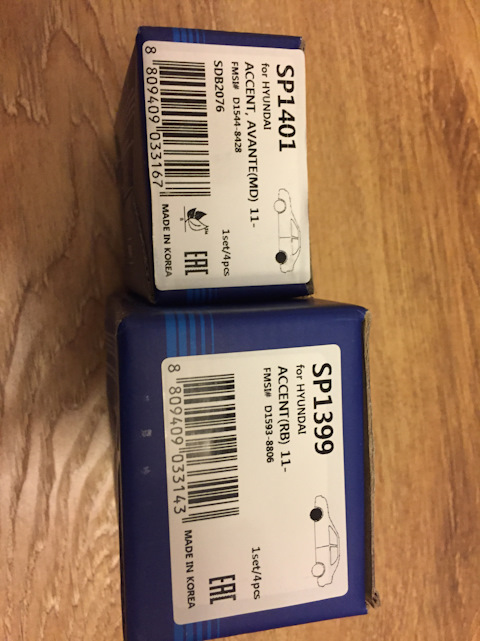 SP1401
for HYUNDAI
ACCENT, AVANTE(MD) 11-
FMSI# D1544-8428
SDB2076
1set/4pcs
EAC
8 809409 033167
MADE IN KOREA
SP1399
for HYUNDAI
ACCENT(RB) 11-
FMSI# D1593-8806
1set/4pcs
EAC
8 809409 033143
MADE IN KOREA